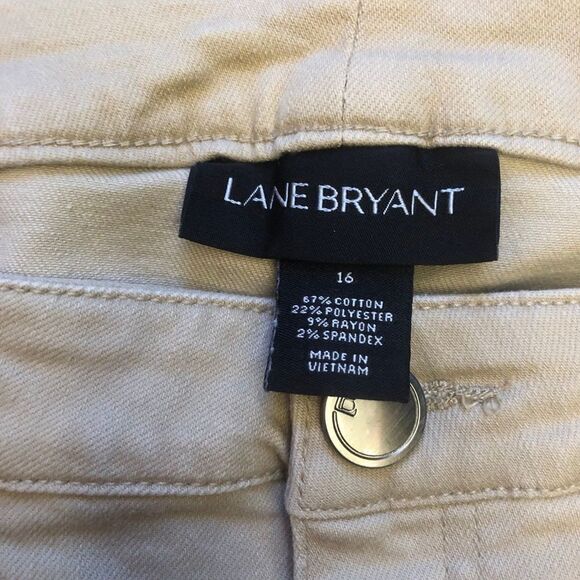 LANE BRYANT
16
67% COTTON
22% POLYESTER
9% RAYON
2% SPANDEX
MADE IN
VIETNAM